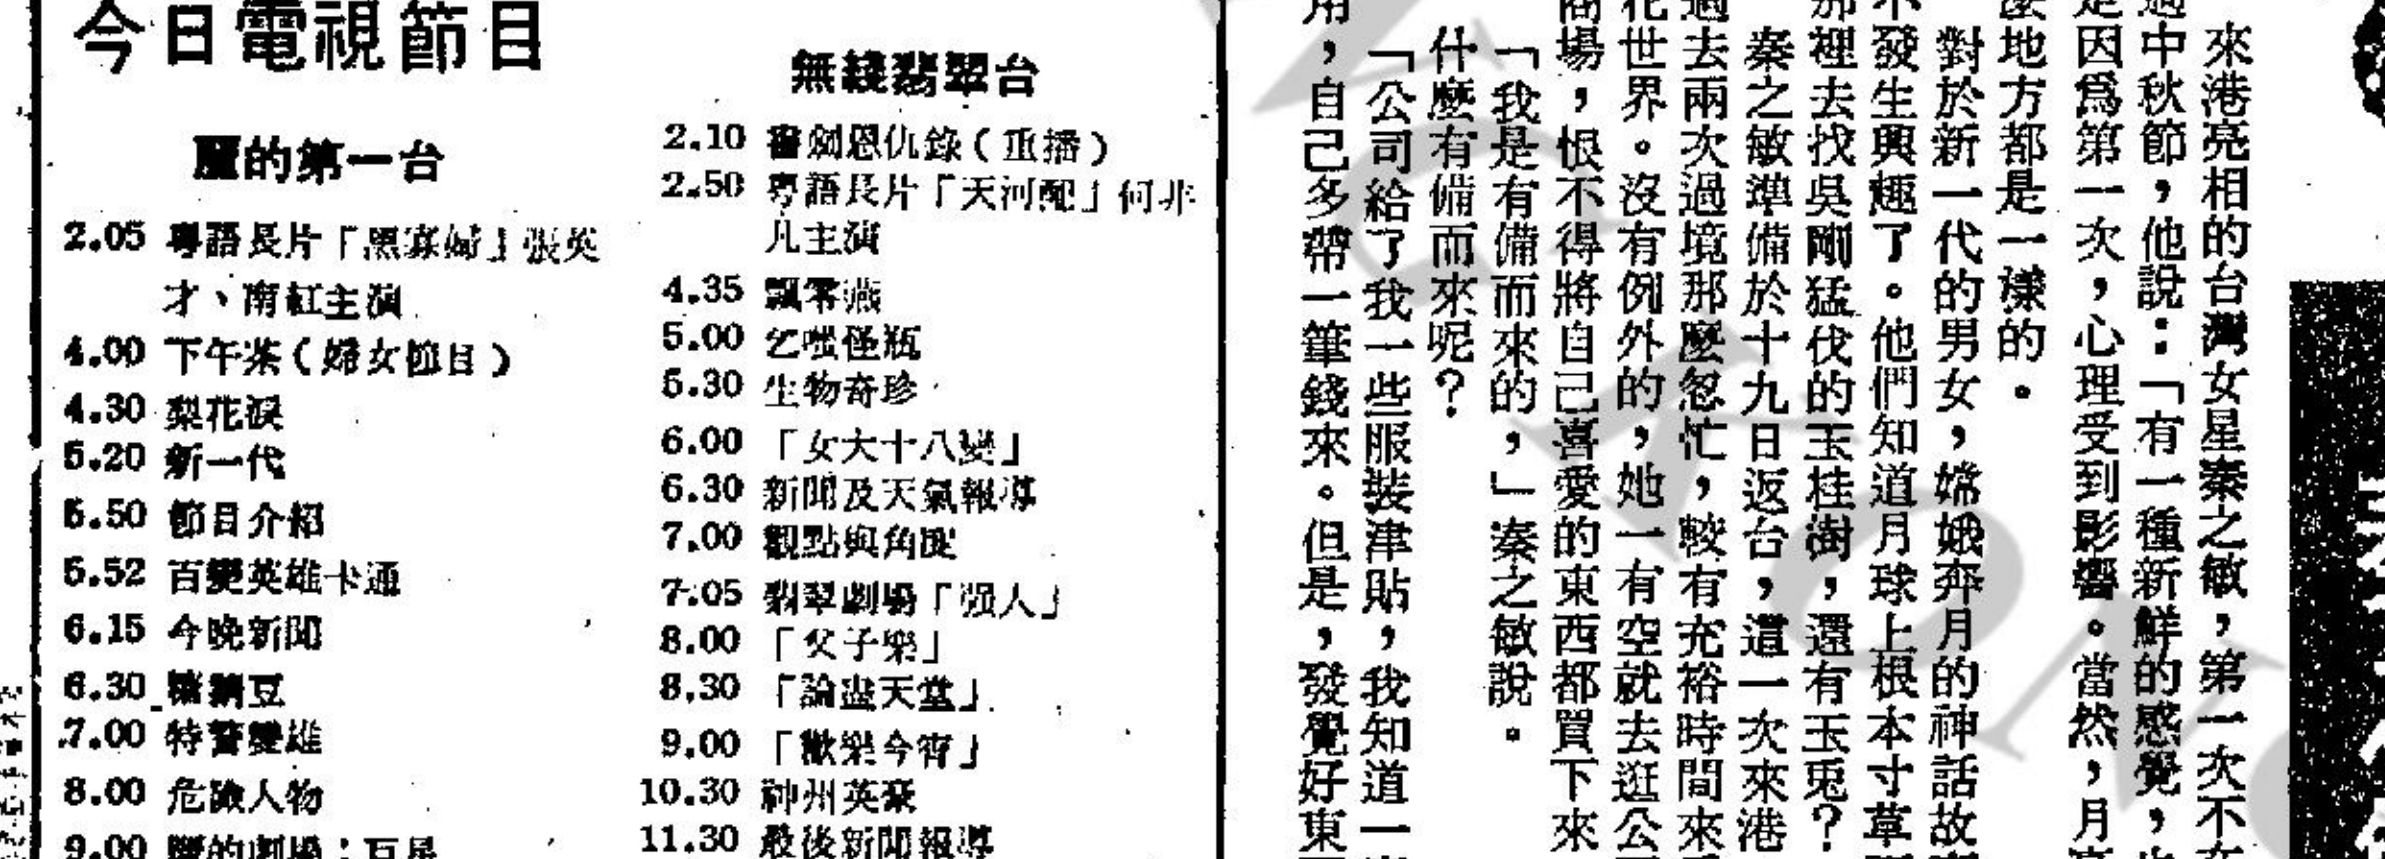 今日電視節目
麗的第一台
2.05 粵語長片「黑寡婦」張英
才、南紅主演
4.00 下午茶(婦女節目)
4.30 梨花淚
5.20 新一代
5.50 節目介紹
5.52 百變英雄卡通
6.15 今晚新聞
6.30 糖黐豆
7.00 特警雙雄
8.00 危險人物
9.00 麗的劇場:巨星
無綫翡翠台
2.10 書劍恩仇錄(重播)
2.50 粵語長片「天河配」何非
凡主演
4.35 飄零燕
5.00 乞嗤怪瓶
5.30 生物奇珍
6.00 「女大十八變」
6.30 新聞及天氣報導
7.00 觀點與角度
7.05 翡翠劇場「强人」
8.00 「父子樂」
8.30 「論盡天堂」
9.00 「歡樂今宵」
10.30 神州英豪
11.30 最後新聞報導
來港亮相的台灣女星秦之敏,第一次不在
過中秋節,他說:「有一種新鮮的感覺,也
是因爲第一次,心理受到影響。當然,月亮
麼地方都是一樣的。
對於新一代的男女,嫦娥奔月的神話故
不發生興趣了。他們知道月球上根本寸草
那裡去找吳剛猛伐的玉桂樹,還有玉兎?
秦之敏準備於十九日返台,這一次來港
過去兩次過境那麼忽忙,較有充裕時間來
花世界。沒有例外的,她一有空就去逛公
商場,恨不得將自己喜愛的東西都買下來
「我是有備而來的,」秦之敏說。
什麼有備而來呢?
「公司給了我一些服裝津貼,我知道一
用,自己多帶一筆錢來。但是,發覺好東